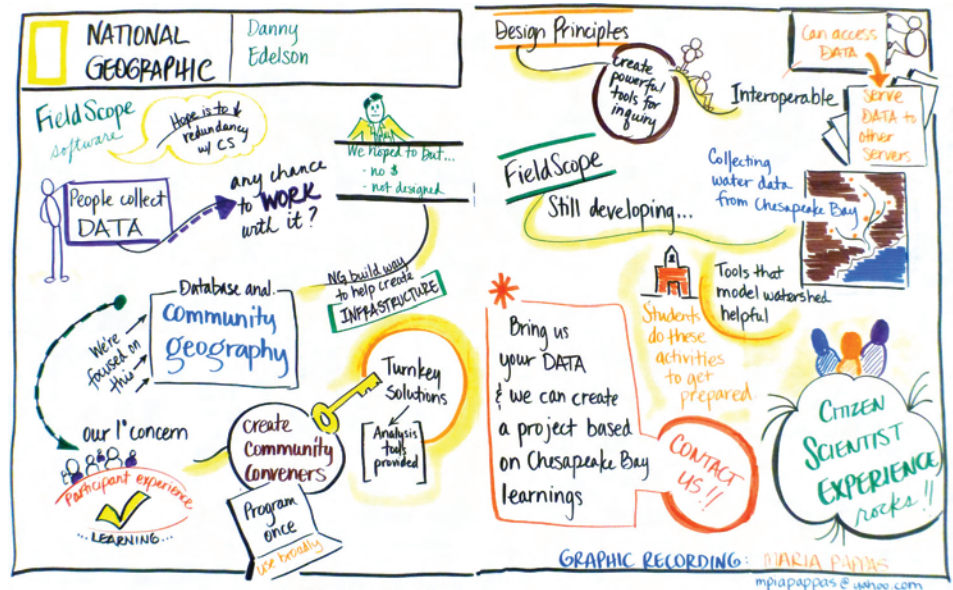 NATIONAL
GEOGRAPHIC
Danny
Edelson
FieldScope
software
Hope is to ↓
redundancy
w/ CS
We hoped to but...
- no $
- not designed
People collect
DATA
any chance
to WORK
with it?
NG build way
to help create
INFRASTRUCTURE
Database anal.
community
geography
We're
focused on
this
our 1° concern
Participant experience
...LEARNING...
create
Community
Conveners
Turnkey
Solutions
Analysis
tools
provided
Program
once
use broadly
Design Principles
create
powerful
tools for
inquiry
Interoperable
Can access
DATA
Serve
DATA to
other
servers
FieldScope
Still developing...
Collecting
water data
from Chesapeake Bay
Tools that
model watershed
helpful
Students
do these
activities
to get
prepared.
Bring us
your DATA
& we can create
a project based
on Chesapeake Bay
learnings
CONTACT
US!!
CITIZEN
SCIENTIST
EXPERIENCE
rocks!!
GRAPHIC RECORDING: MARIA PAPPAS
mpiapappas@yahoo.com